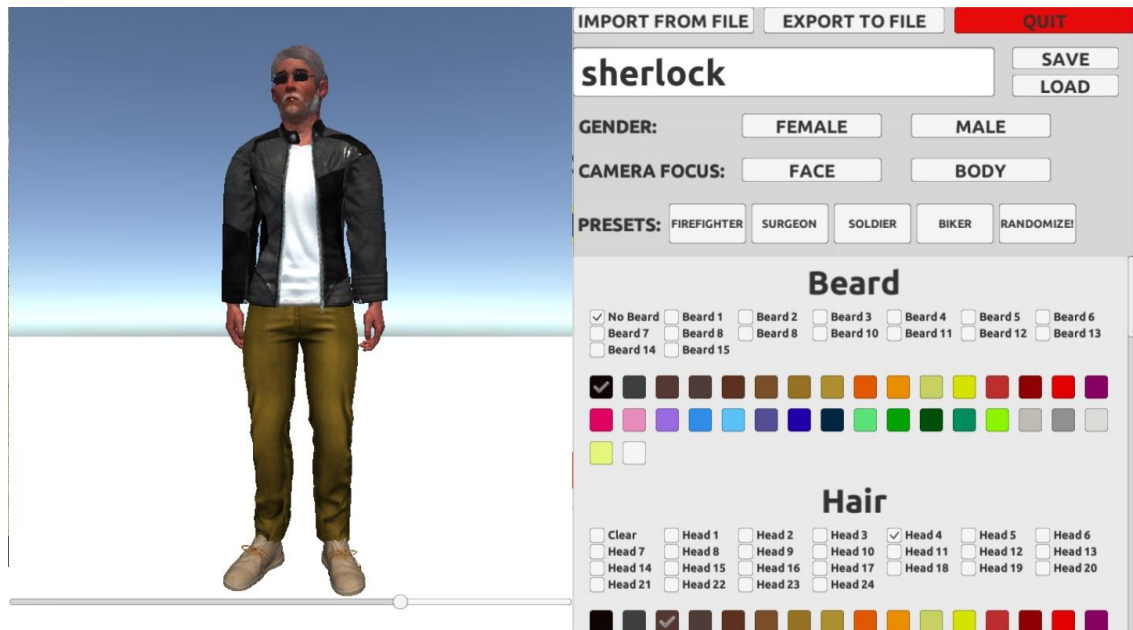 IMPORT FROM FILE EXPORT TO FILE QUIT
sherlock
SAVE
LOAD
GENDER: FEMALE MALE
CAMERA FOCUS: FACE BODY
PRESETS: FIREFIGHTER SURGEON SOLDIER BIKER RANDOMIZE!
Beard
No Beard Beard 1 Beard 2 Beard 3 Beard 4 Beard 5 Beard 6
Beard 7 Beard 8 Beard 8 Beard 10 Beard 11 Beard 12 Beard 13
Beard 14 Beard 15
Hair
Clear Head 1 Head 2 Head 3 Head 4 Head 5 Head 6
Head 7 Head 8 Head 9 Head 10 Head 11 Head 12 Head 13
Head 14 Head 15 Head 16 Head 17 Head 18 Head 19 Head 20
Head 21 Head 22 Head 23 Head 24